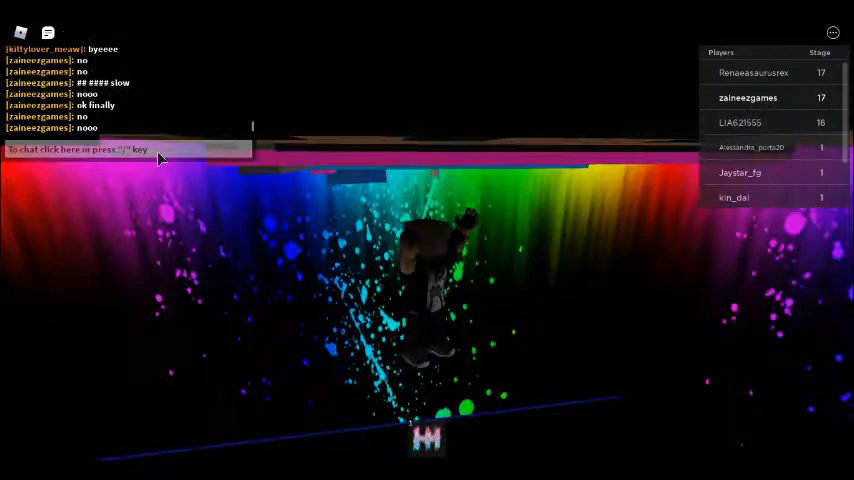 [kittylover_meaw]: byeeee
[zaineezgames]: no
[zaineezgames]: no
[zaineezgames]: ## #### slow
[zaineezgames]: nooo
[zaineezgames]: ok finally
[zaineezgames]: no
[zaineezgames]: nooo
To chat click here or press "/" key
Players Stage
Renaeasaurusrex 17
zaineezgames 17
LIA621555 16
Alessandra_purta20 1
Jaystar_fg 1
kin_dal 1